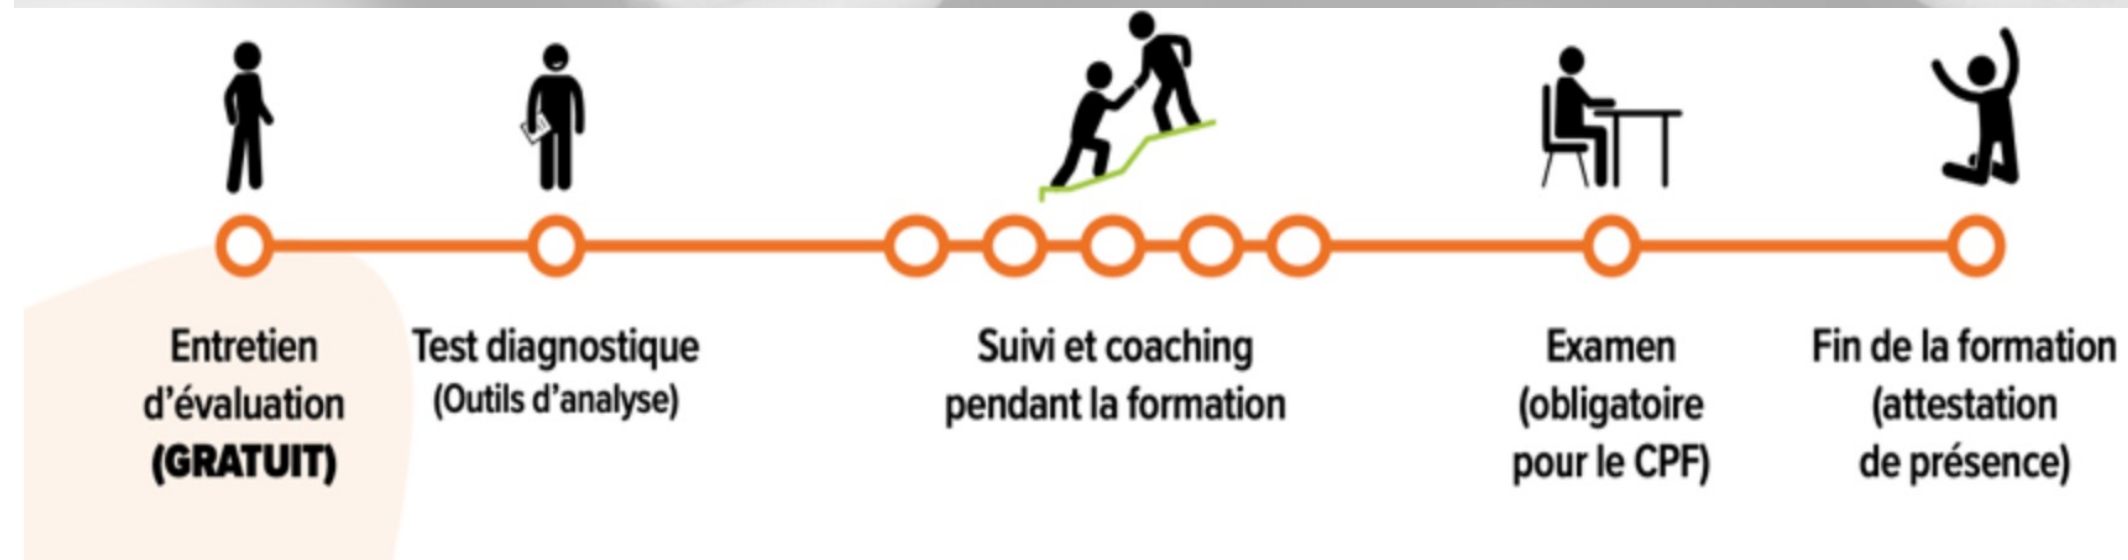 Entretien
d'évaluation
(GRATUIT)
Test diagnostique
(Outils d'analyse)
Suivi et coaching
pendant la formation
Examen
(obligatoire
pour le CPF)
Fin de la formation
(attestation
de présence)